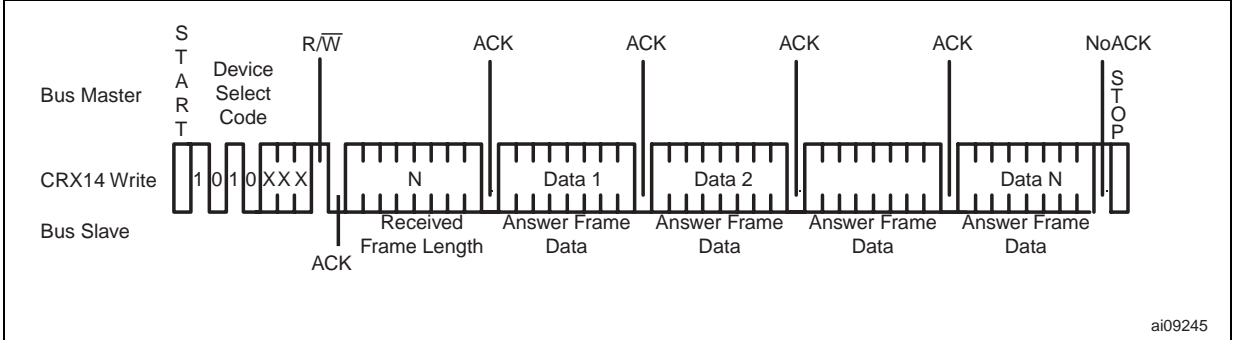 START
Device
Select
Code
R/W̅
ACK
ACK
ACK
ACK
NoACK
STOP
Bus Master
CRX14 Write
1 0 1 0 X X X
N
Data 1
Data 2
Data N
Bus Slave
Received
Frame Length
Answer Frame
Data
Answer Frame
Data
Answer Frame
Data
Answer Frame
Data
ACK
ai09245